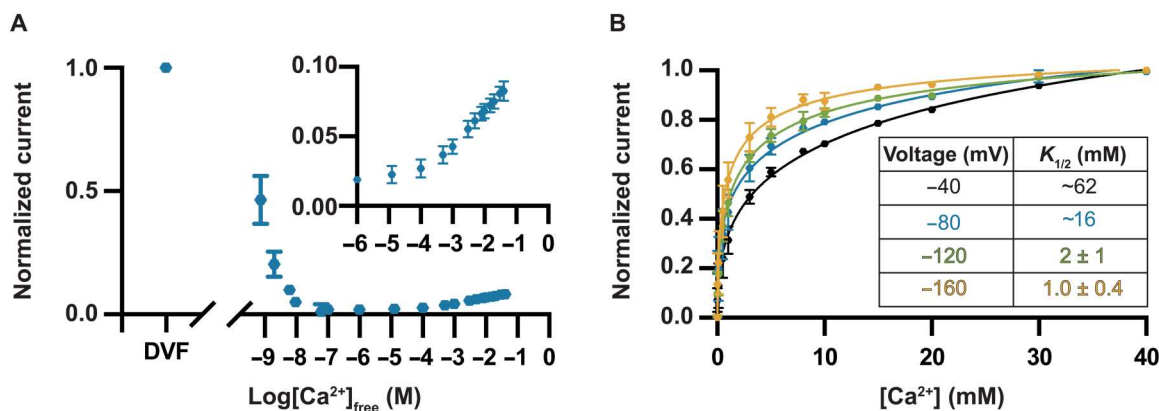 A
Normalized current
1.0
0.5
0.0
DVF
−9 −8 −7 −6 −5 −4 −3 −2 −1 0
Log[Ca²⁺]free (M)
0.10
0.05
0.00
−6 −5 −4 −3 −2 −1 0
B
Normalized current
1.0
0.8
0.6
0.4
0.2
0.0
0 10 20 30 40
[Ca²⁺] (mM)
Voltage (mV) K1/2 (mM)
−40 ~62
−80 ~16
−120 2 ± 1
−160 1.0 ± 0.4